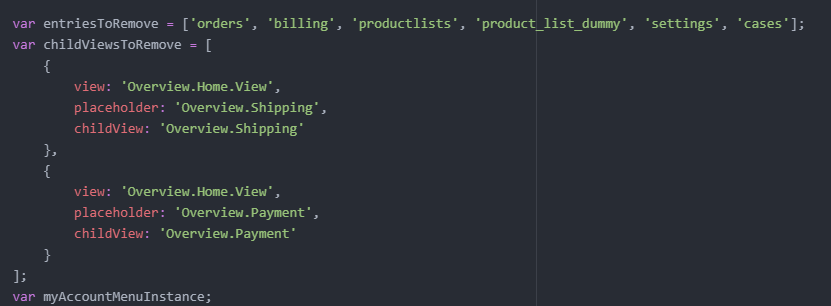 var entriesToRemove = ['orders', 'billing', 'productlists', 'product_list_dummy', 'settings', 'cases'];
var childViewsToRemove = [
    {
        view: 'Overview.Home.View',
        placeholder: 'Overview.Shipping',
        childView: 'Overview.Shipping'
    },
    {
        view: 'Overview.Home.View',
        placeholder: 'Overview.Payment',
        childView: 'Overview.Payment'
    }
];
var myAccountMenuInstance;